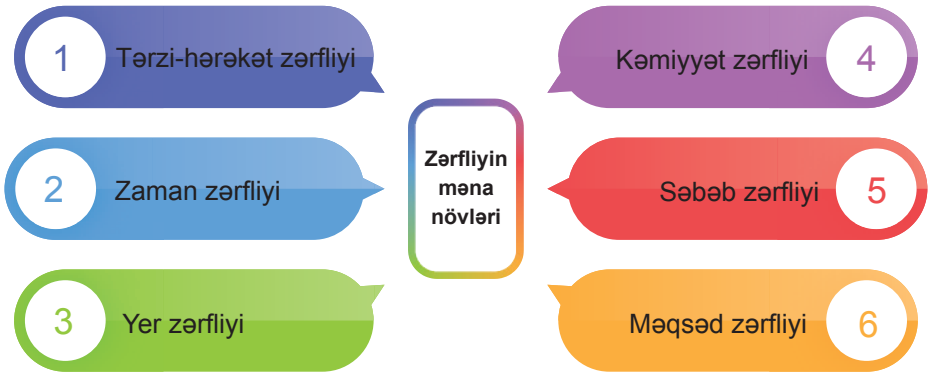 1
Tərzi-hərəkət zərfliyi
2
Zaman zərfliyi
3
Yer zərfliyi
Zərfliyin
məna
növləri
Kəmiyyət zərfliyi
4
Səbəb zərfliyi
5
Məqsəd zərfliyi
6